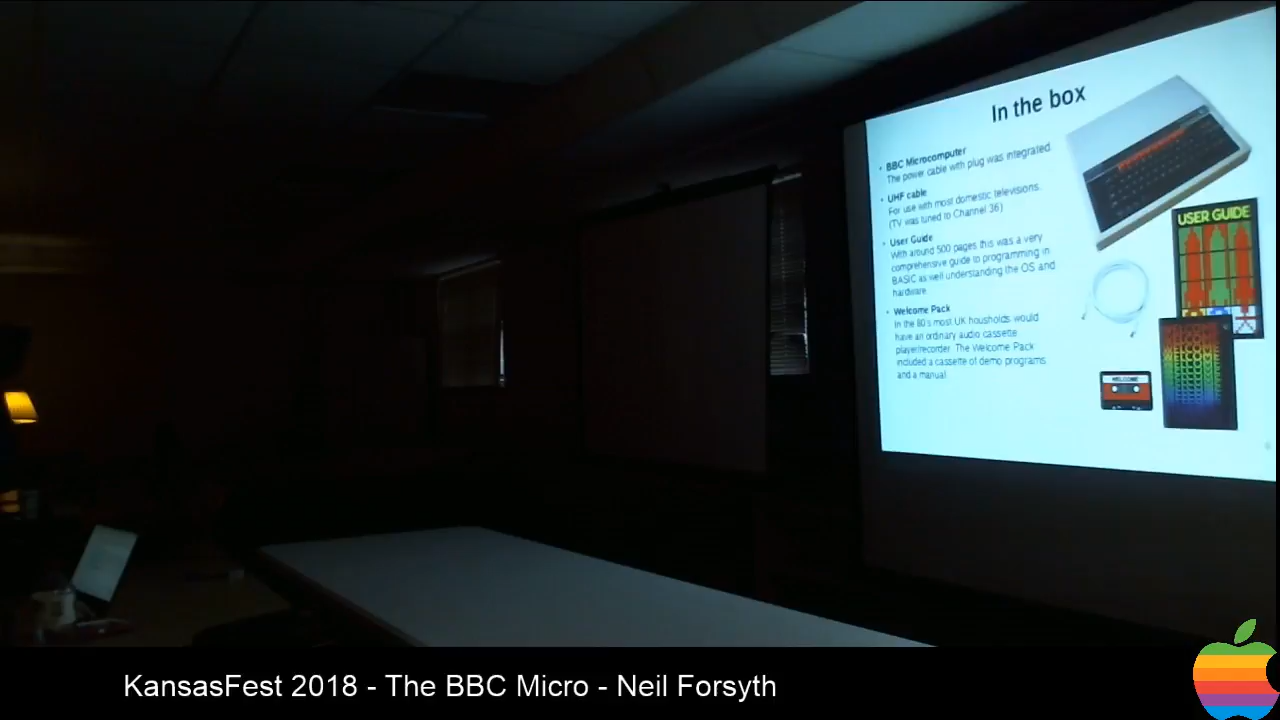 In the box
• BBC Microcomputer
The power cable with plug was integrated.
• UHF cable
For use with most domestic televisions.
(TV was tuned to Channel 36)
• User Guide
With around 500 pages this was a very
comprehensive guide to programming in
BASIC as well understanding the OS and
hardware.
• Welcome Pack
In the 80's most UK housholds would
have an ordinary audio cassette
player/recorder. The Welcome Pack
included a cassette of demo programs
and a manual.
USER GUIDE
WELCOME
WELCOME
WELCOME
KansasFest 2018 - The BBC Micro - Neil Forsyth